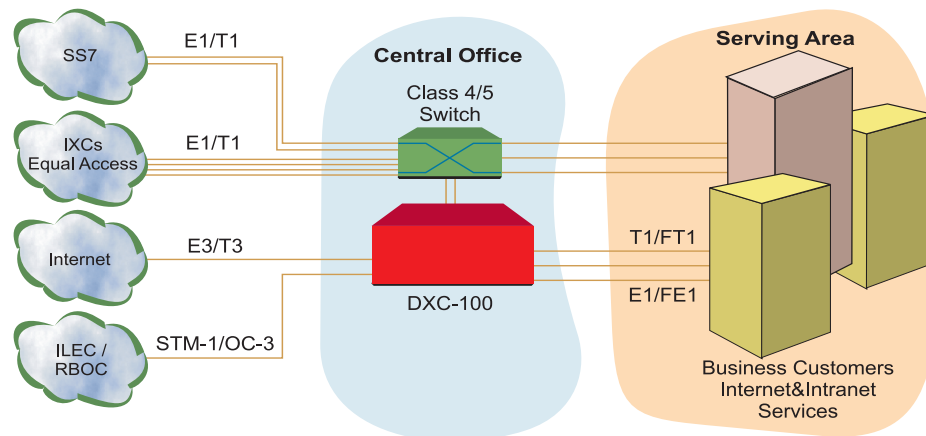 SS7
E1/T1
IXCs
Equal Access
E1/T1
Internet
E3/T3
ILEC /
RBOC
STM-1/OC-3
Central Office
Class 4/5
Switch
DXC-100
Serving Area
T1/FT1
E1/FE1
Business Customers
Internet&Intranet
Services